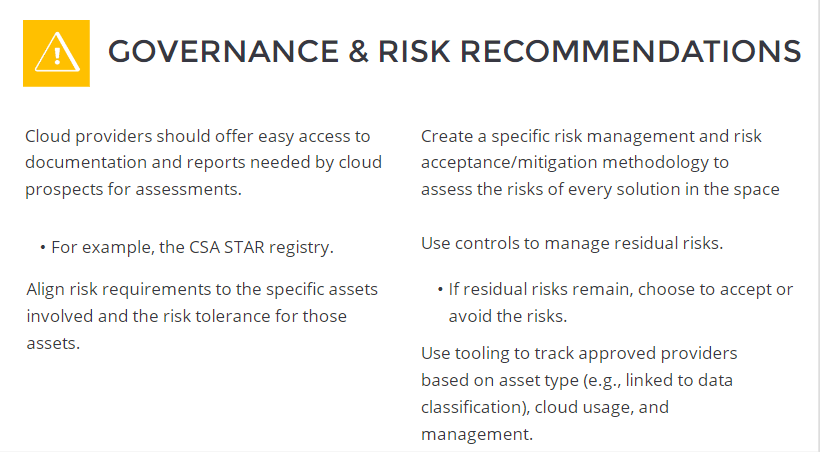 GOVERNANCE & RISK RECOMMENDATIONS
Cloud providers should offer easy access to
documentation and reports needed by cloud
prospects for assessments.
• For example, the CSA STAR registry.
Align risk requirements to the specific assets
involved and the risk tolerance for those
assets.
Create a specific risk management and risk
acceptance/mitigation methodology to
assess the risks of every solution in the space
Use controls to manage residual risks.
• If residual risks remain, choose to accept or
avoid the risks.
Use tooling to track approved providers
based on asset type (e.g., linked to data
classification), cloud usage, and
management.